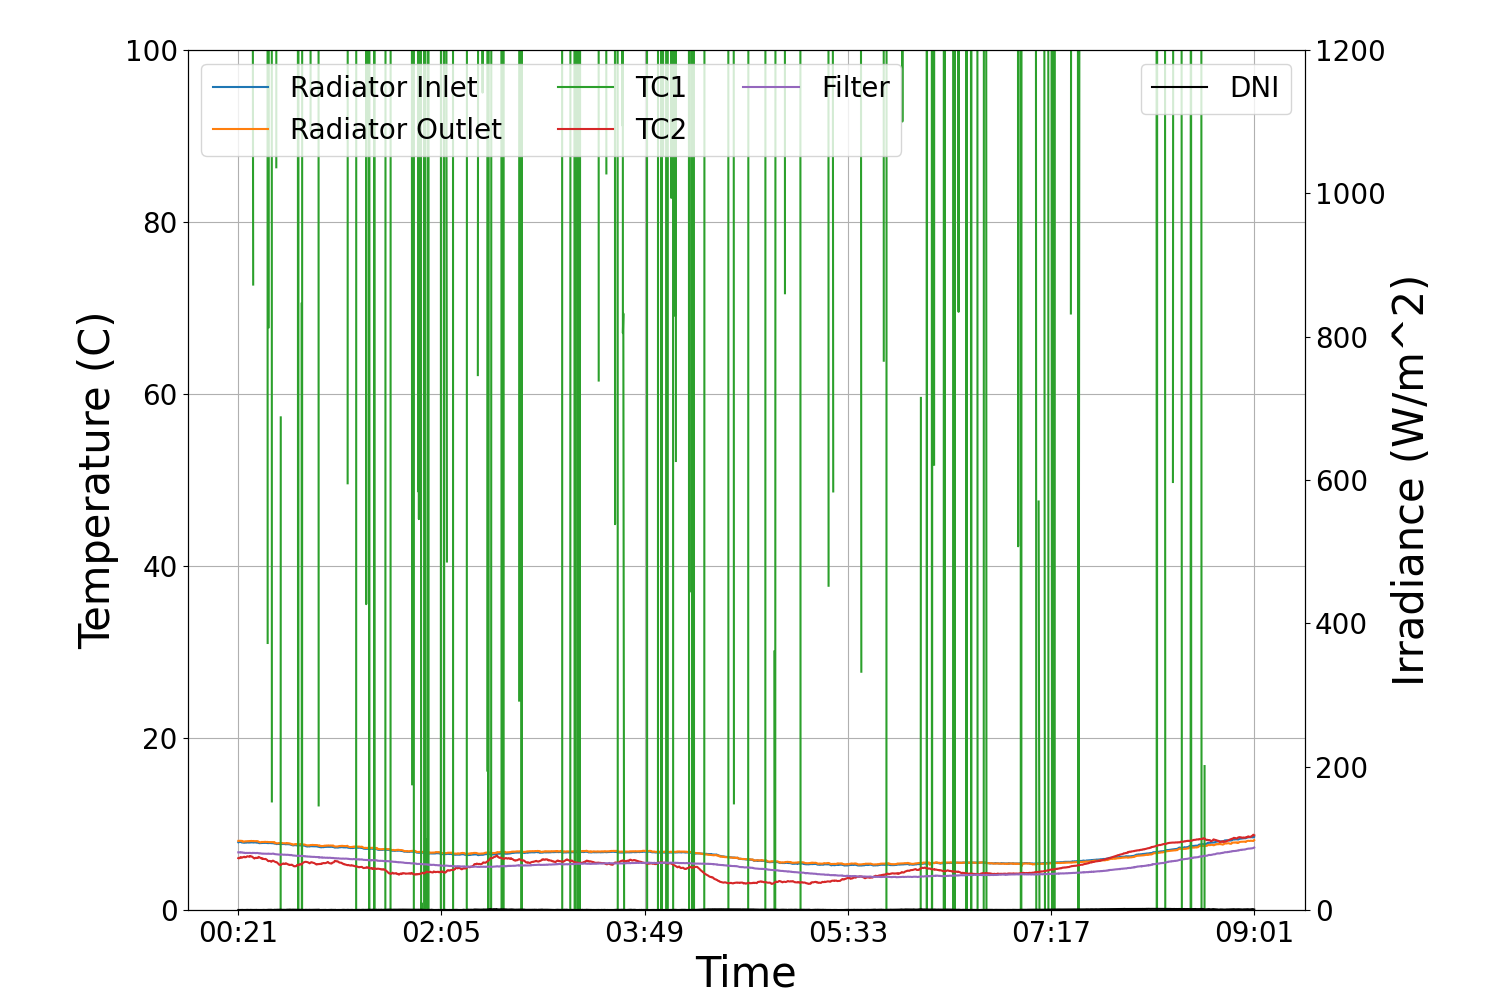 100
80
60
40
20
0
Temperature (C)
Radiator Inlet
Radiator Outlet
TC1
TC2
Filter
DNI
1200
1000
800
600
400
200
0
Irradiance (W/m^2)
00:21 02:05 03:49 05:33 07:17 09:01
Time